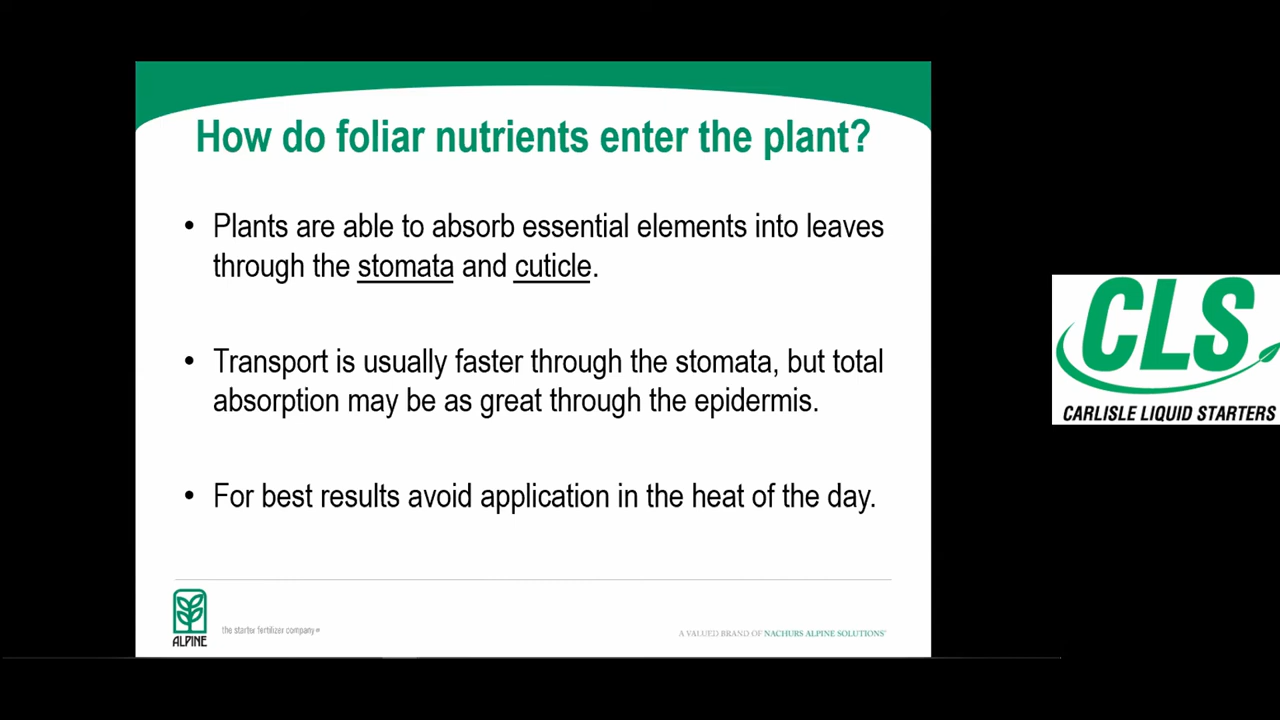 How do foliar nutrients enter the plant?
• Plants are able to absorb essential elements into leaves
through the stomata and cuticle.
• Transport is usually faster through the stomata, but total
absorption may be as great through the epidermis.
• For best results avoid application in the heat of the day.
ALPINE
the starter fertilizer company
A VALUED BRAND OF NACHURS ALPINE SOLUTIONS
CLS
CARLISLE LIQUID STARTERS